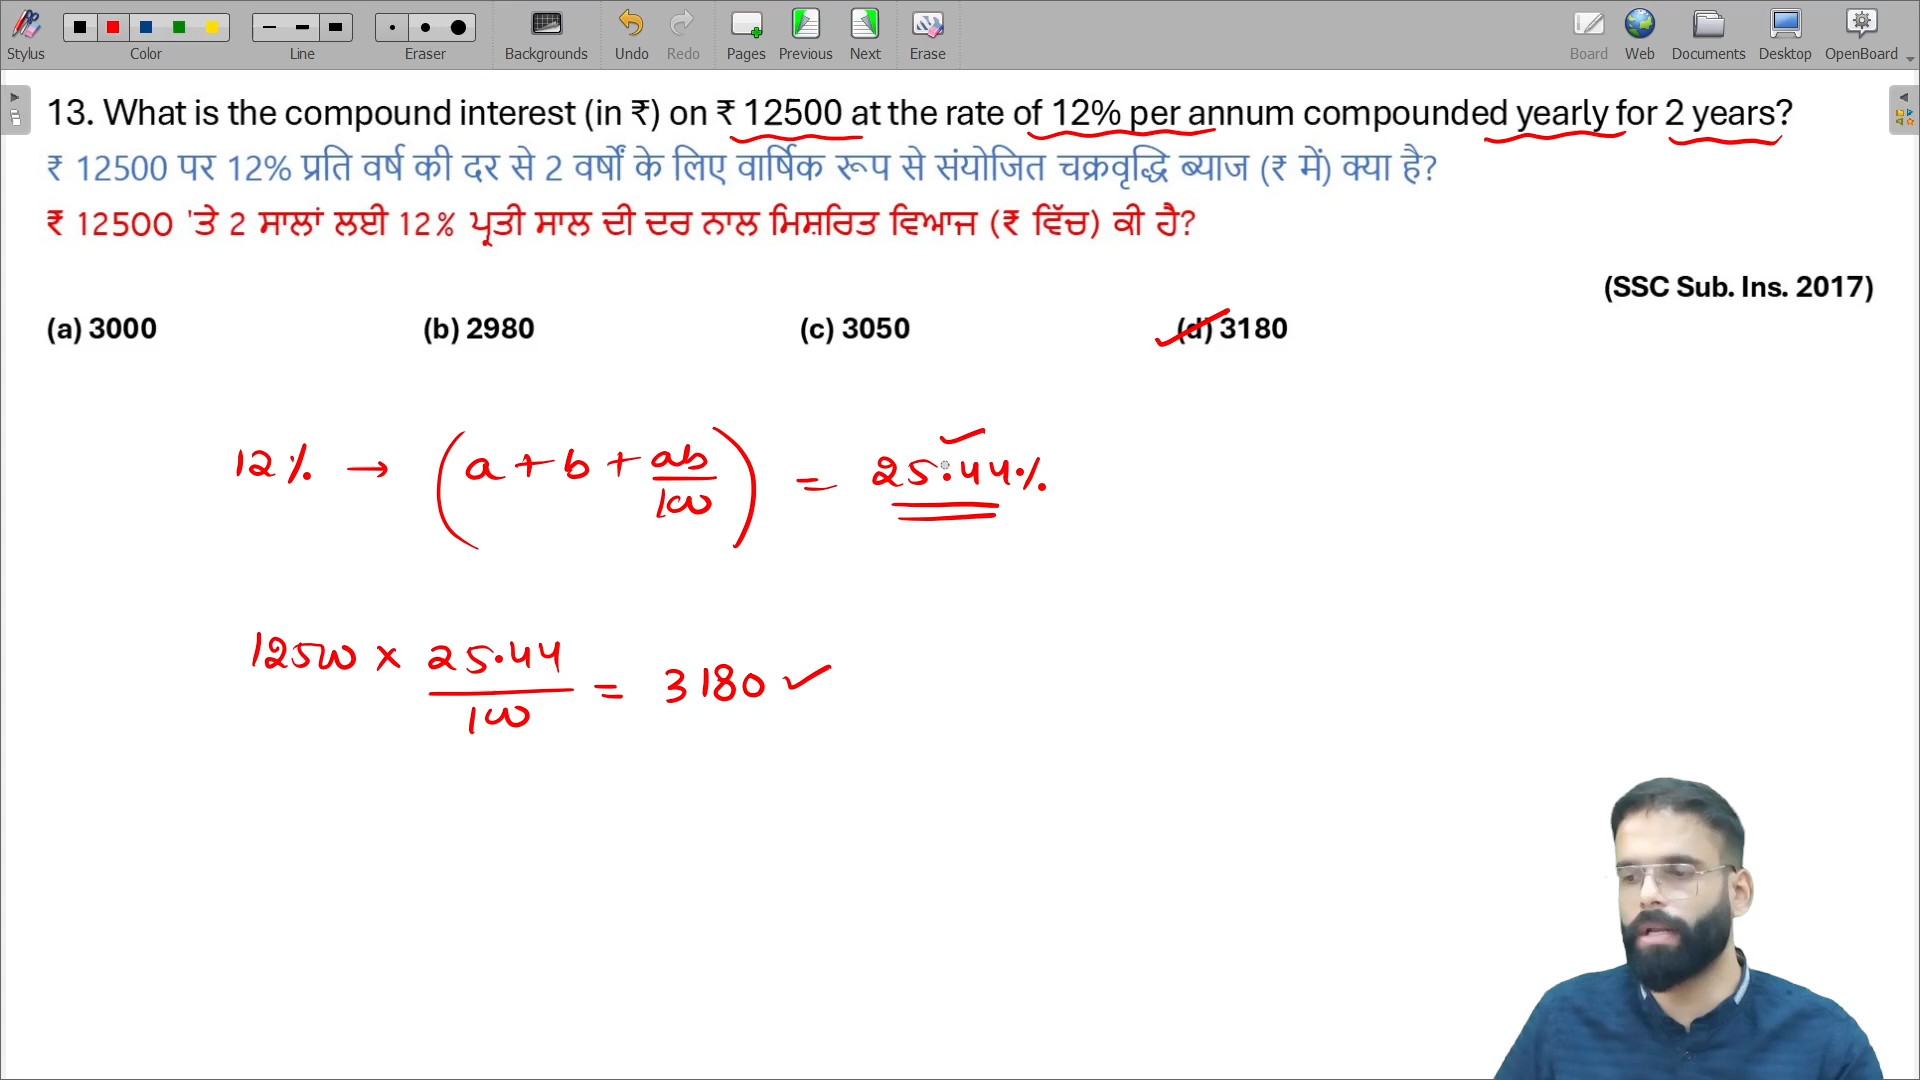 Stylus Color Line Eraser Backgrounds Undo Redo Pages Previous Next Erase Board Web Documents Desktop OpenBoard
13. What is the compound interest (in ₹) on ₹ 12500 at the rate of 12% per annum compounded yearly for 2 years?
₹ 12500 पर 12% प्रति वर्ष की दर से 2 वर्षों के लिए वार्षिक रूप से संयोजित चक्रवृद्धि ब्याज (₹ में) क्या है?
₹ 12500 'ਤੇ 2 ਸਾਲਾਂ ਲਈ 12% ਪ੍ਰਤੀ ਸਾਲ ਦੀ ਦਰ ਨਾਲ ਮਿਸ਼ਰਿਤ ਵਿਆਜ (₹ ਵਿੱਚ) ਕੀ ਹੈ?
(SSC Sub. Ins. 2017)
(a) 3000 (b) 2980 (c) 3050 (d) 3180
12% → (a + b + ab/100) = 25.44%
12500 × 25.44/100 = 3180 ✓